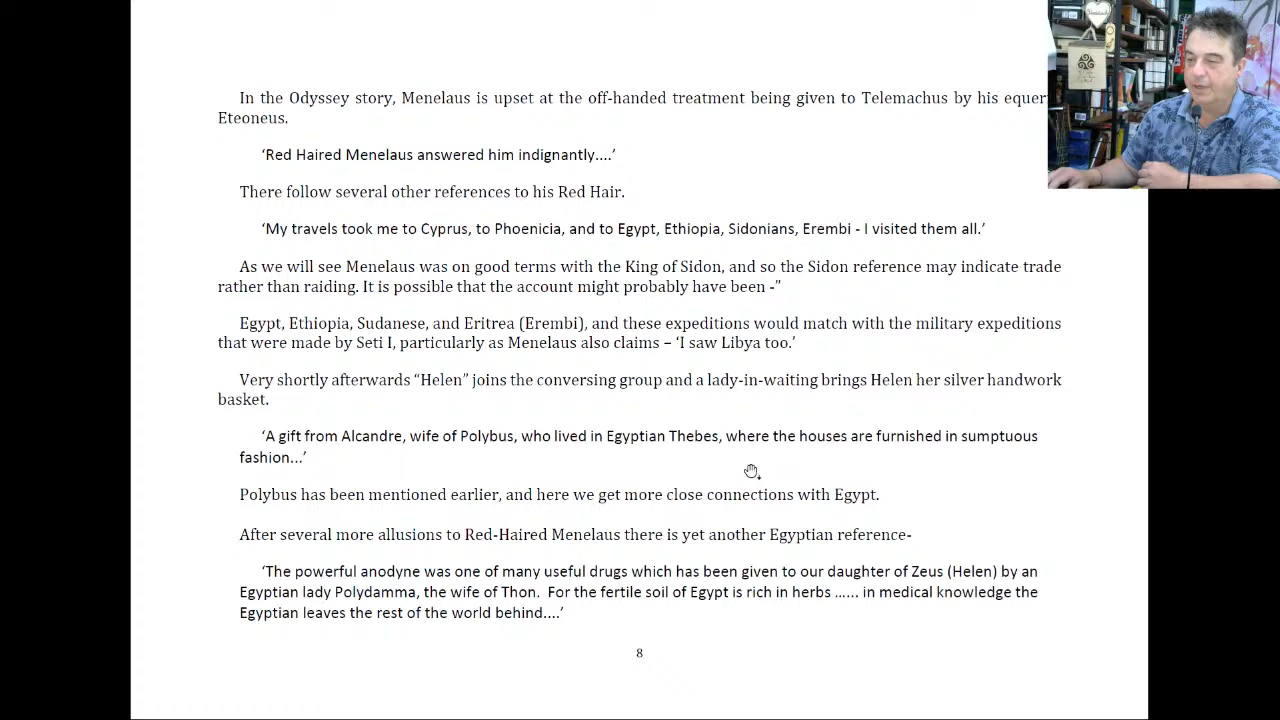 In the Odyssey story, Menelaus is upset at the off-handed treatment being given to Telemachus by his equer
Eteoneus.
‘Red Haired Menelaus answered him indignantly....’
There follow several other references to his Red Hair.
‘My travels took me to Cyprus, to Phoenicia, and to Egypt, Ethiopia, Sidonians, Erembi - I visited them all.’
As we will see Menelaus was on good terms with the King of Sidon, and so the Sidon reference may indicate trade
rather than raiding. It is possible that the account might probably have been -”
Egypt, Ethiopia, Sudanese, and Eritrea (Erembi), and these expeditions would match with the military expeditions
that were made by Seti I, particularly as Menelaus also claims – ‘I saw Libya too.’
Very shortly afterwards “Helen” joins the conversing group and a lady-in-waiting brings Helen her silver handwork
basket.
‘A gift from Alcandre, wife of Polybus, who lived in Egyptian Thebes, where the houses are furnished in sumptuous
fashion...’
Polybus has been mentioned earlier, and here we get more close connections with Egypt.
After several more allusions to Red-Haired Menelaus there is yet another Egyptian reference-
‘The powerful anodyne was one of many useful drugs which has been given to our daughter of Zeus (Helen) by an
Egyptian lady Polydamma, the wife of Thon. For the fertile soil of Egypt is rich in herbs ...... in medical knowledge the
Egyptian leaves the rest of the world behind....’
8